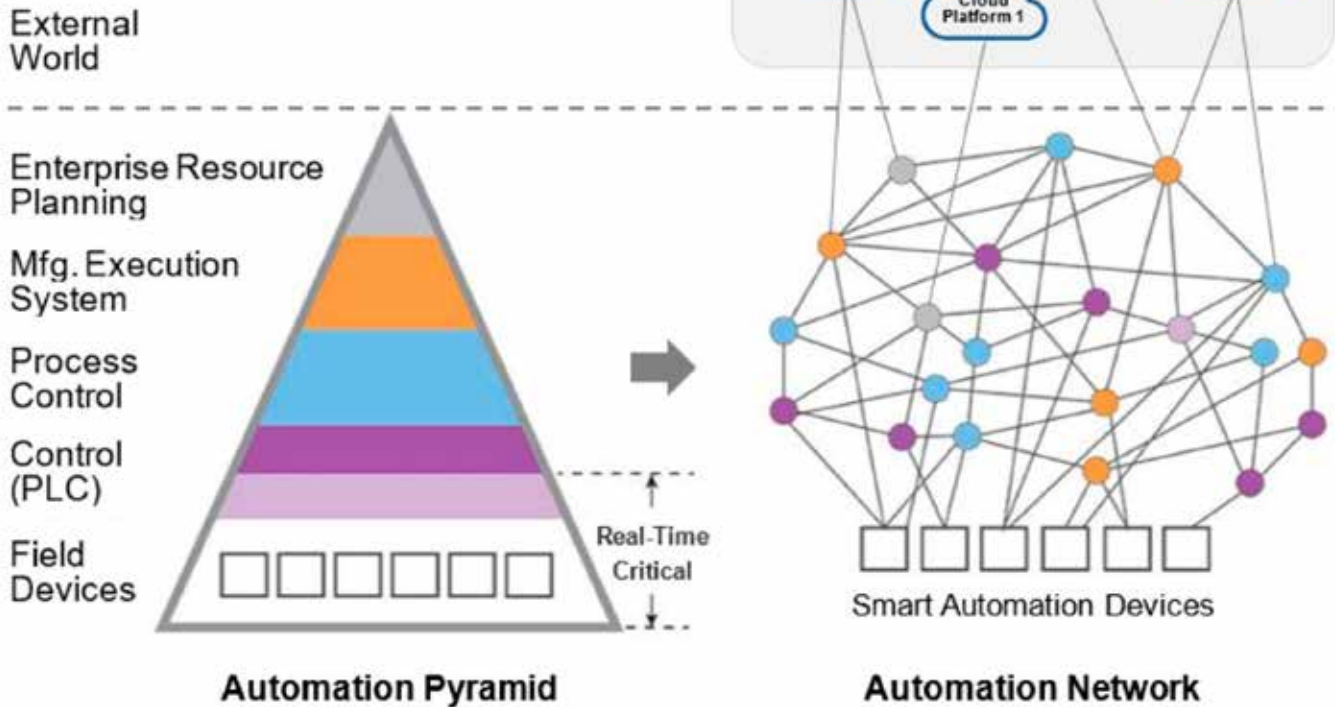 External
World
Cloud
Platform 1
Enterprise Resource
Planning
Mfg. Execution
System
Process
Control
Control
(PLC)
Field
Devices
Real-Time
Critical
Smart Automation Devices
Automation Pyramid
Automation Network